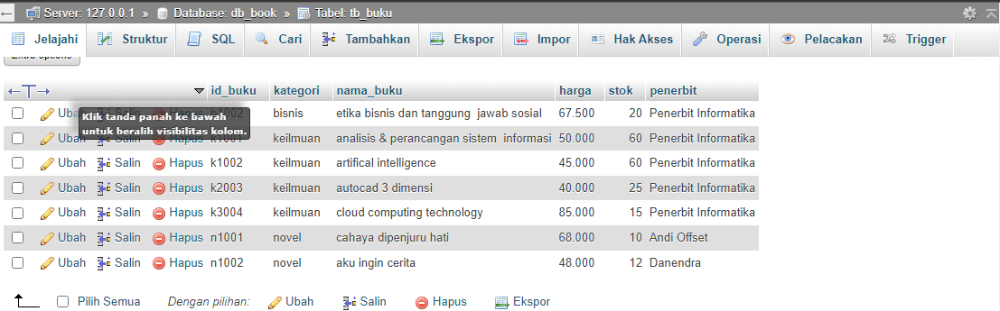 Server: 127.0.0.1 » Database: db_book » Tabel: tb_buku
Jelajahi Struktur SQL Cari Tambahkan Ekspor Impor Hak Akses Operasi Pelacakan Trigger
Extra options
id_buku kategori nama_buku harga stok penerbit
Ubah Salin Hapus b1002 bisnis etika bisnis dan tanggung jawab sosial 67.500 20 Penerbit Informatika
Klik tanda panah ke bawah
untuk beralih visibilitas kolom.
Ubah Salin Hapus k1001 keilmuan analisis & perancangan sistem informasi 50.000 60 Penerbit Informatika
Ubah Salin Hapus k1002 keilmuan artifical intelligence 45.000 60 Penerbit Informatika
Ubah Salin Hapus k2003 keilmuan autocad 3 dimensi 40.000 25 Penerbit Informatika
Ubah Salin Hapus k3004 keilmuan cloud computing technology 85.000 15 Penerbit Informatika
Ubah Salin Hapus n1001 novel cahaya dipenjuru hati 68.000 10 Andi Offset
Ubah Salin Hapus n1002 novel aku ingin cerita 48.000 12 Danendra
Pilih Semua Dengan pilihan: Ubah Salin Hapus Ekspor